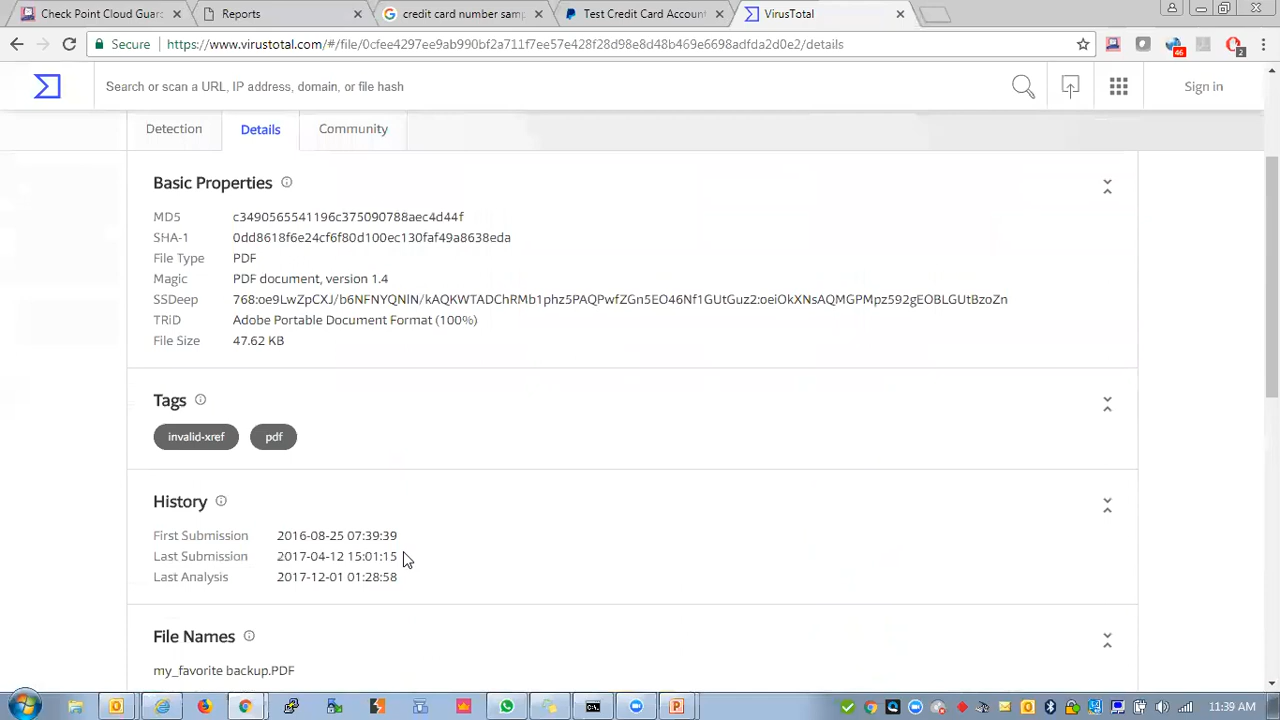 Check Point Cloud Guard
Reports
credit card number sam
Test Credit Card Account
VirusTotal
Secure
https://www.virustotal.com/#/file/0cfee4297ee9ab990bf2a711f7ee57e428f28d98e8d48b469e6698adfda2d0e2/details
46
2
Search or scan a URL, IP address, domain, or file hash
Sign in
Detection
Details
Community
Basic Properties
MD5 c3490565541196c375090788aec4d44f
SHA-1 0dd8618f6e24cf6f80d100ec130faf49a8638eda
File Type PDF
Magic PDF document, version 1.4
SSDeep 768:oe9LwZpCXJ/b6NFNYQNIN/kAQKWTADChRMb1phz5PAQPwfZGn5EO46Nf1GUtGuz2:oeiOkXNsAQMGPMpz592gEOBLGUtBzoZn
TRiD Adobe Portable Document Format (100%)
File Size 47.62 KB
Tags
invalid-xref
pdf
History
First Submission 2016-08-25 07:39:39
Last Submission 2017-04-12 15:01:15
Last Analysis 2017-12-01 01:28:58
File Names
my_favorite backup.PDF
11:39 AM